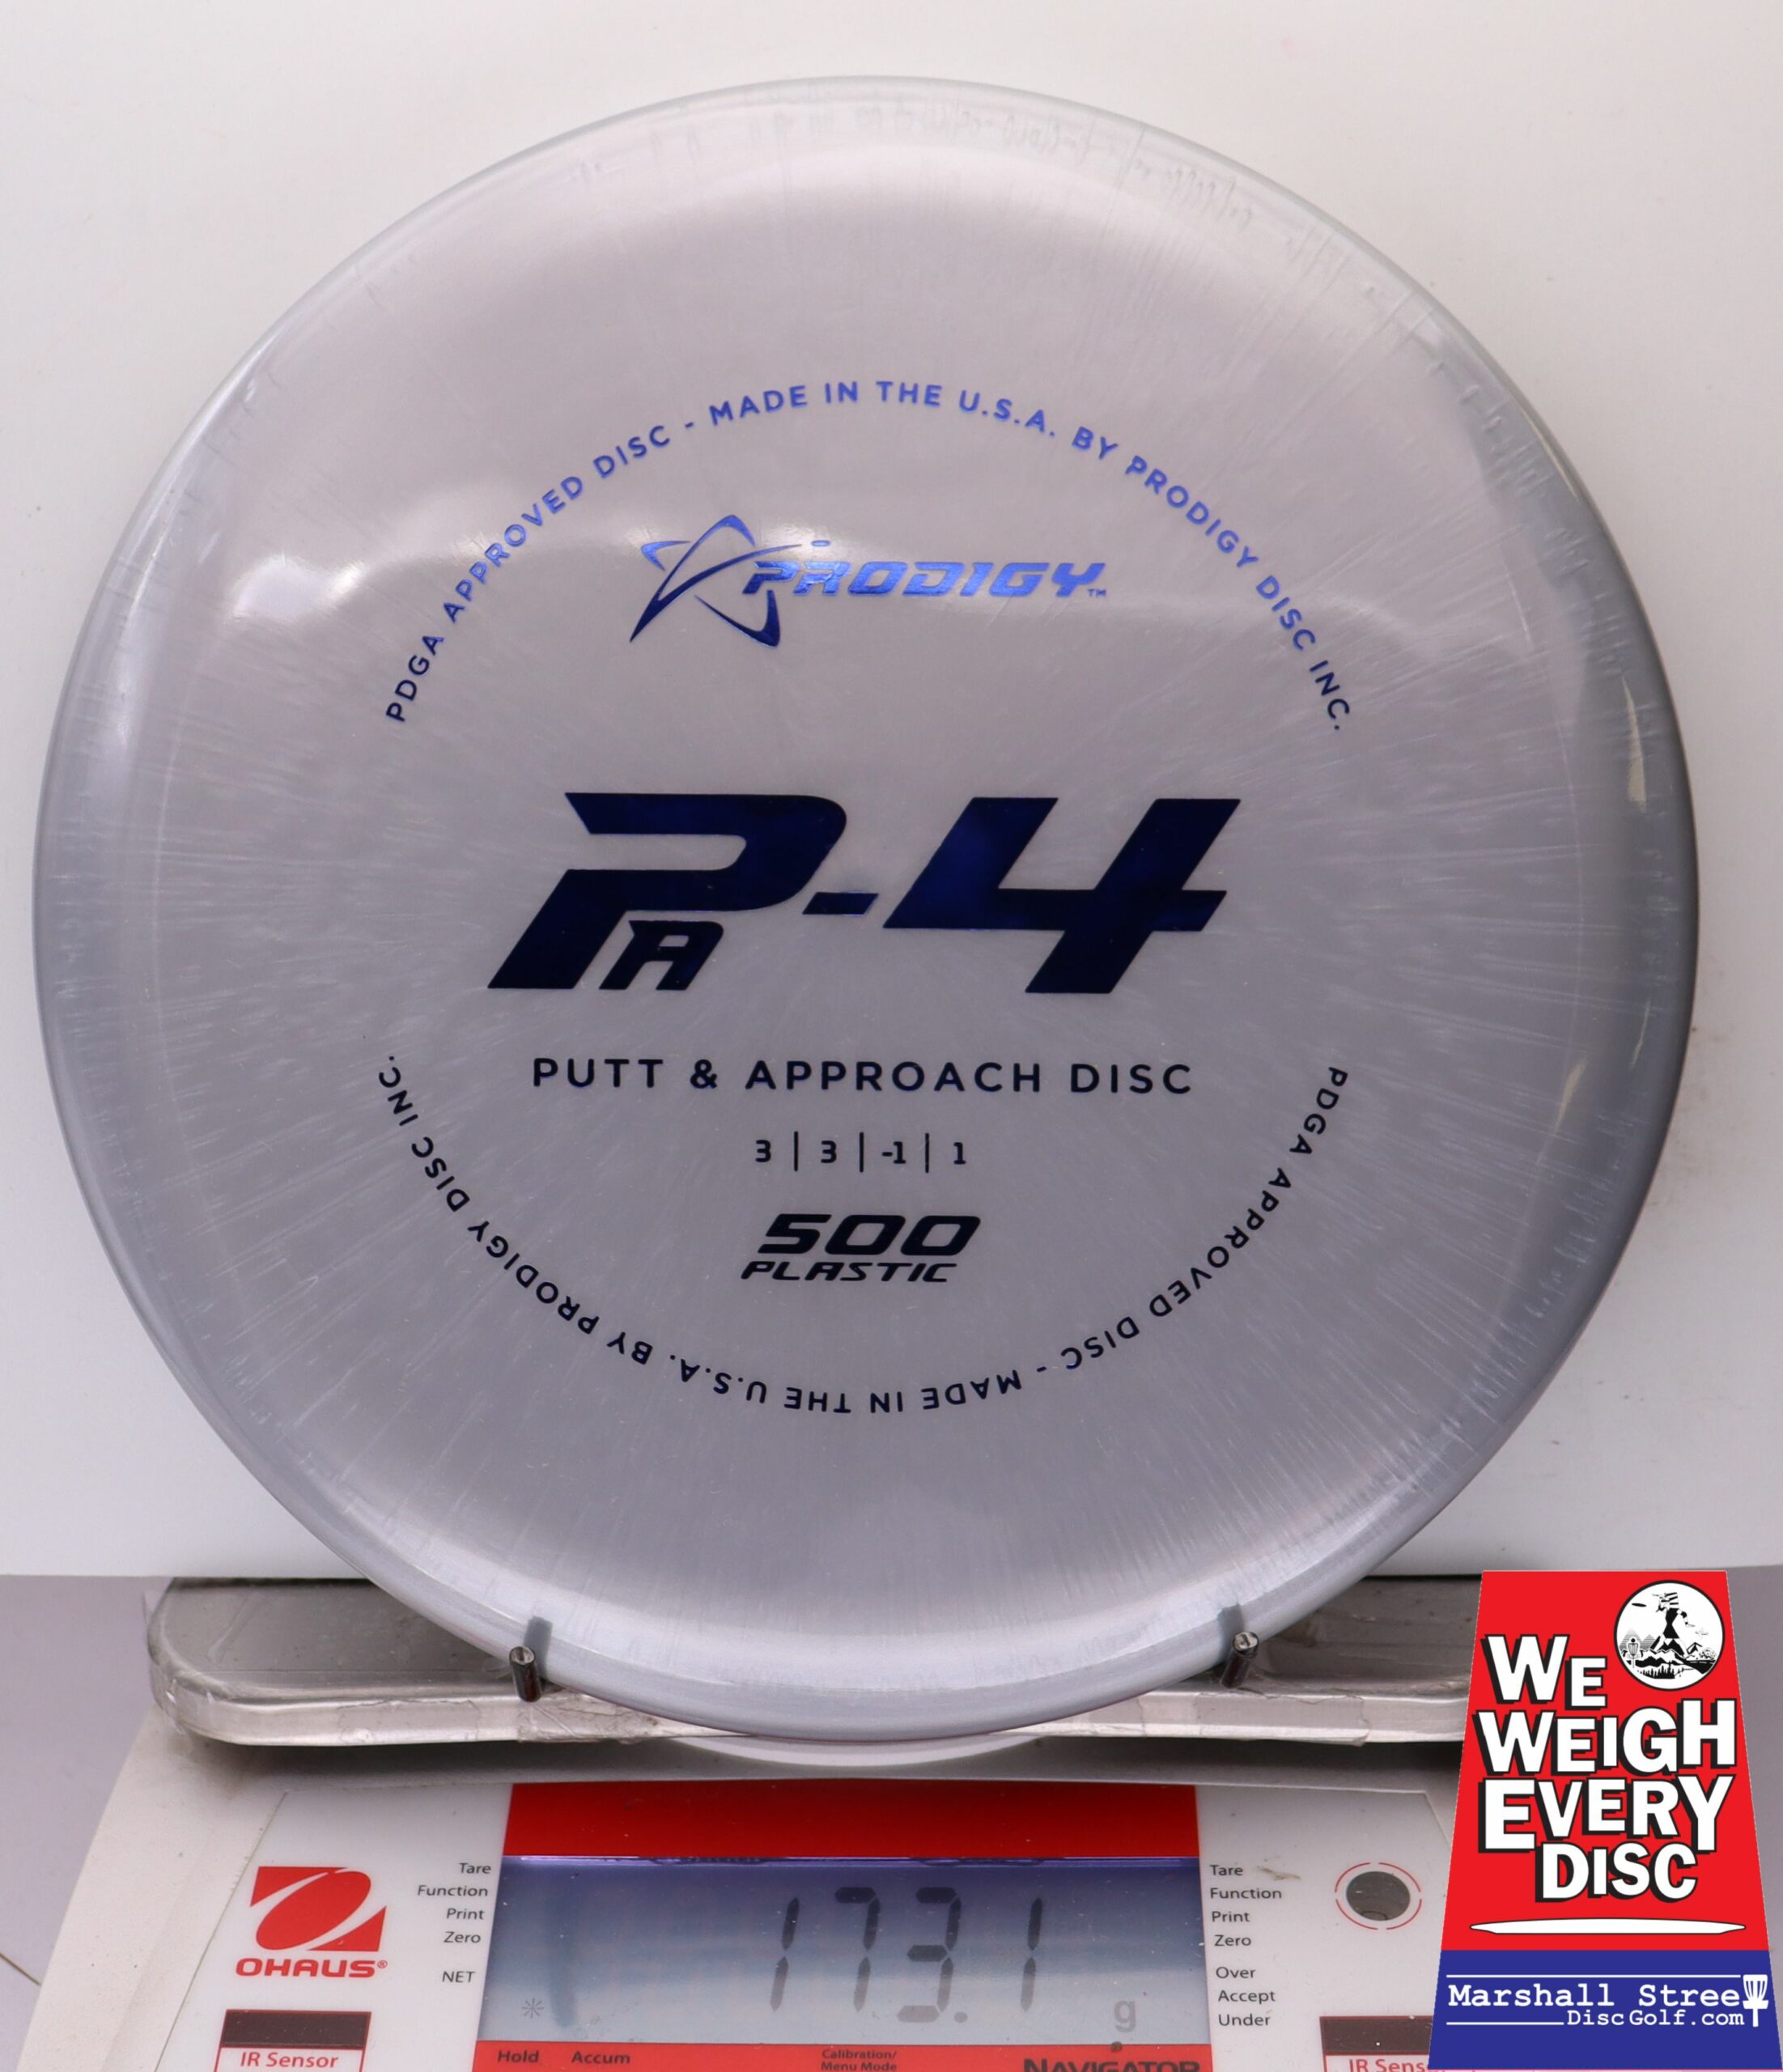 PDGA APPROVED DISC - MADE IN THE U.S.A. BY PRODIGY DISC INC.
PRODIGY™
PA-4
PUTT & APPROACH DISC
3 | 3 | -1 | 1
500
PLASTIC
PDGA APPROVED DISC - MADE IN THE U.S.A. BY PRODIGY DISC INC.
OHAUS®
IR Sensor
Tare
Function
Print
Zero
NET
173.1
g
Tare
Function
Print
Zero
Over
Accept
Under
Hold
Accum
Calibration/
Menu Mode
NAVIGATOR
IR Sens
WE
WEIGH
EVERY
DISC
Marshall Stree
DiscGolf.com